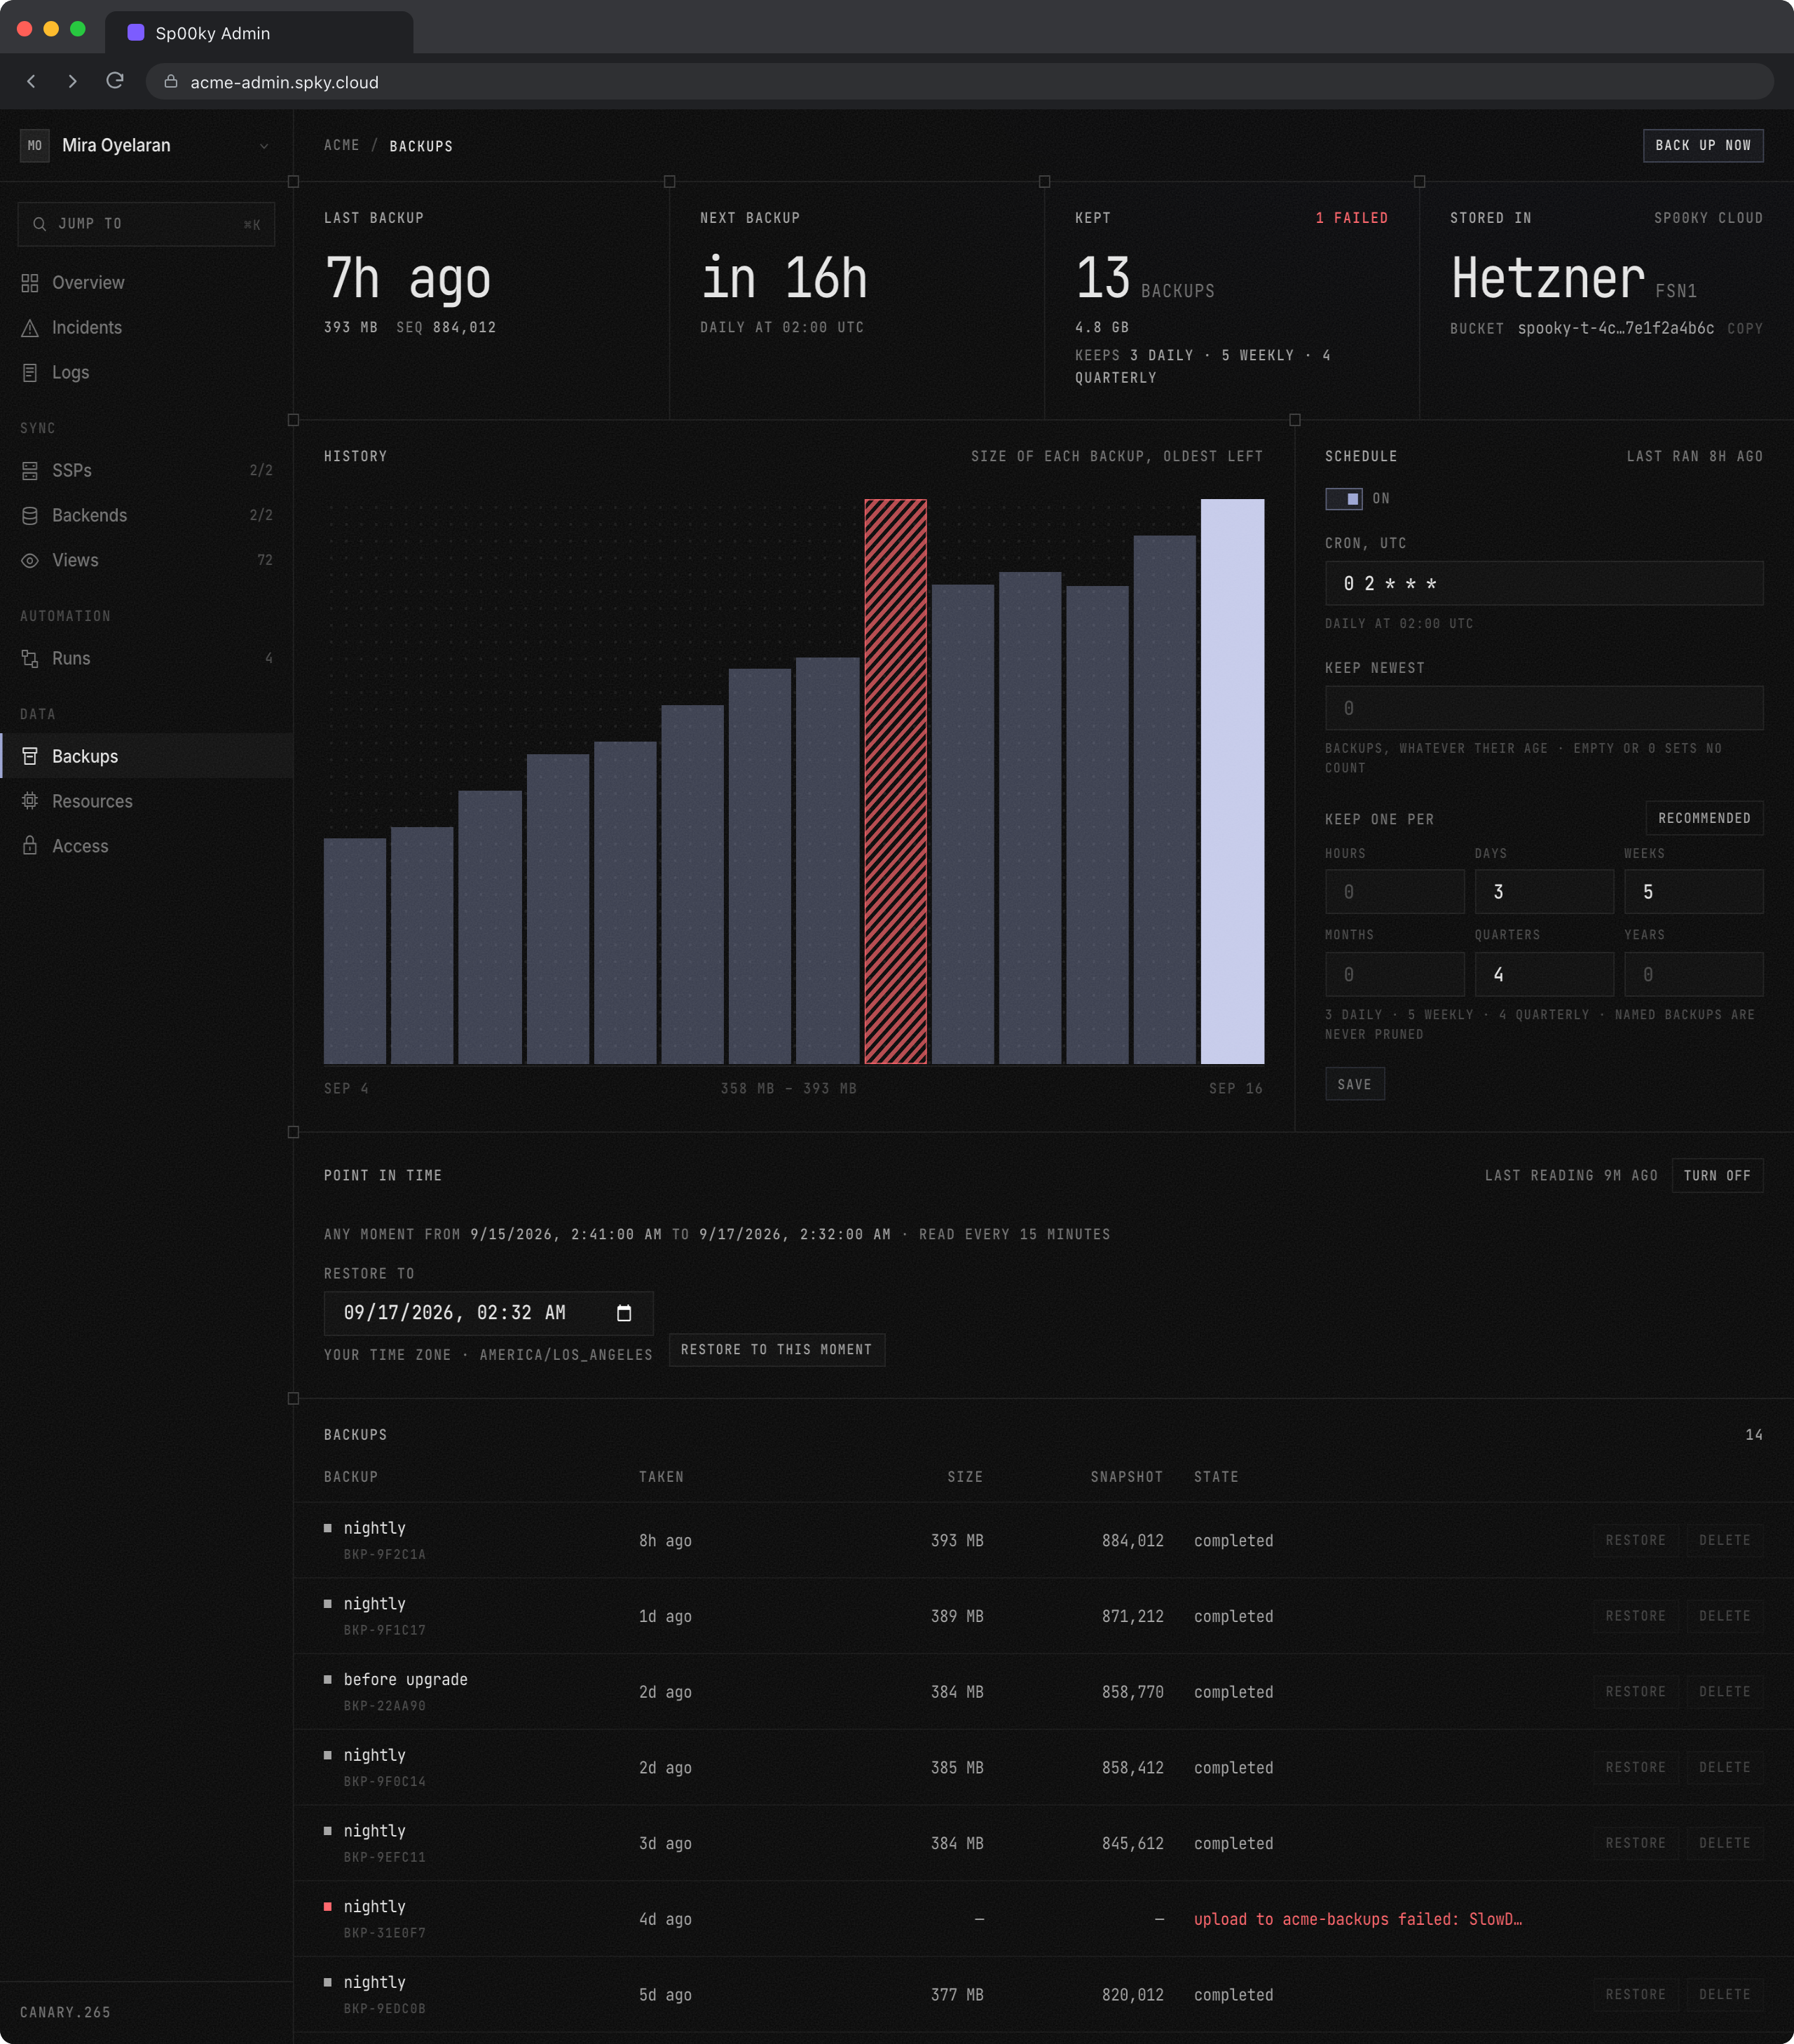 Sp00ky Admin
acme-admin.spky.cloud
MO Mira Oyelaran
JUMP TO ⌘K
Overview
Incidents
Logs
SYNC
SSPs 2/2
Backends 2/2
Views 72
AUTOMATION
Runs 4
DATA
Backups
Resources
Access
CANARY.265
ACME / BACKUPS
BACK UP NOW
LAST BACKUP
7h ago
393 MB SEQ 884,012
NEXT BACKUP
in 16h
DAILY AT 02:00 UTC
KEPT 1 FAILED
13 BACKUPS
4.8 GB
KEEPS 3 DAILY · 5 WEEKLY · 4
QUARTERLY
STORED IN SP00KY CLOUD
Hetzner FSN1
BUCKET spooky-t-4c…7e1f2a4b6c COPY
HISTORY SIZE OF EACH BACKUP, OLDEST LEFT
SEP 4 358 MB – 393 MB SEP 16
SCHEDULE LAST RAN 8H AGO
ON
CRON, UTC
0 2 * * *
DAILY AT 02:00 UTC
KEEP NEWEST
0
BACKUPS, WHATEVER THEIR AGE · EMPTY OR 0 SETS NO
COUNT
KEEP ONE PER RECOMMENDED
HOURS DAYS WEEKS
0 3 5
MONTHS QUARTERS YEARS
0 4 0
3 DAILY · 5 WEEKLY · 4 QUARTERLY · NAMED BACKUPS ARE
NEVER PRUNED
SAVE
POINT IN TIME LAST READING 9M AGO TURN OFF
ANY MOMENT FROM 9/15/2026, 2:41:00 AM TO 9/17/2026, 2:32:00 AM · READ EVERY 15 MINUTES
RESTORE TO
09/17/2026, 02:32 AM
YOUR TIME ZONE · AMERICA/LOS_ANGELES RESTORE TO THIS MOMENT
BACKUPS 14
BACKUP TAKEN SIZE SNAPSHOT STATE
nightly 8h ago 393 MB 884,012 completed RESTORE DELETE
BKP-9F2C1A
nightly 1d ago 389 MB 871,212 completed RESTORE DELETE
BKP-9F1C17
before upgrade 2d ago 384 MB 858,770 completed RESTORE DELETE
BKP-22AA90
nightly 2d ago 385 MB 858,412 completed RESTORE DELETE
BKP-9F0C14
nightly 3d ago 384 MB 845,612 completed RESTORE DELETE
BKP-9EFC11
nightly 4d ago – – upload to acme-backups failed: SlowD…
BKP-31E0F7
nightly 5d ago 377 MB 820,012 completed RESTORE DELETE
BKP-9EDC0B